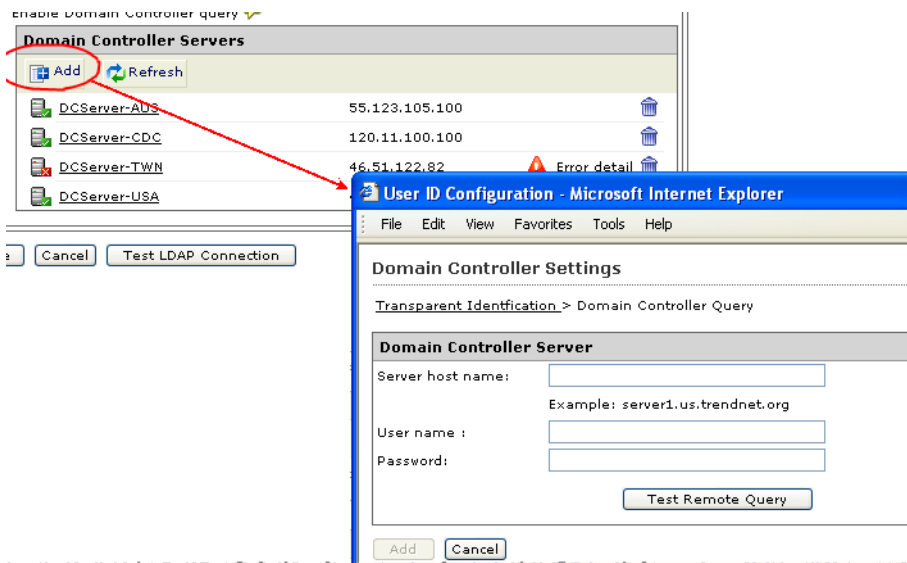 Enable Domain Controller query
Domain Controller Servers
Add Refresh
DCServer-AUS 55.123.105.100
DCServer-CDC 120.11.100.100
DCServer-TWN 46.51.122.82 Error detail
DCServer-USA
Cancel Test LDAP Connection
User ID Configuration - Microsoft Internet Explorer
File Edit View Favorites Tools Help
Domain Controller Settings
Transparent Identfication > Domain Controller Query
Domain Controller Server
Server host name:
Example: server1.us.trendnet.org
User name :
Password:
Test Remote Query
Add Cancel